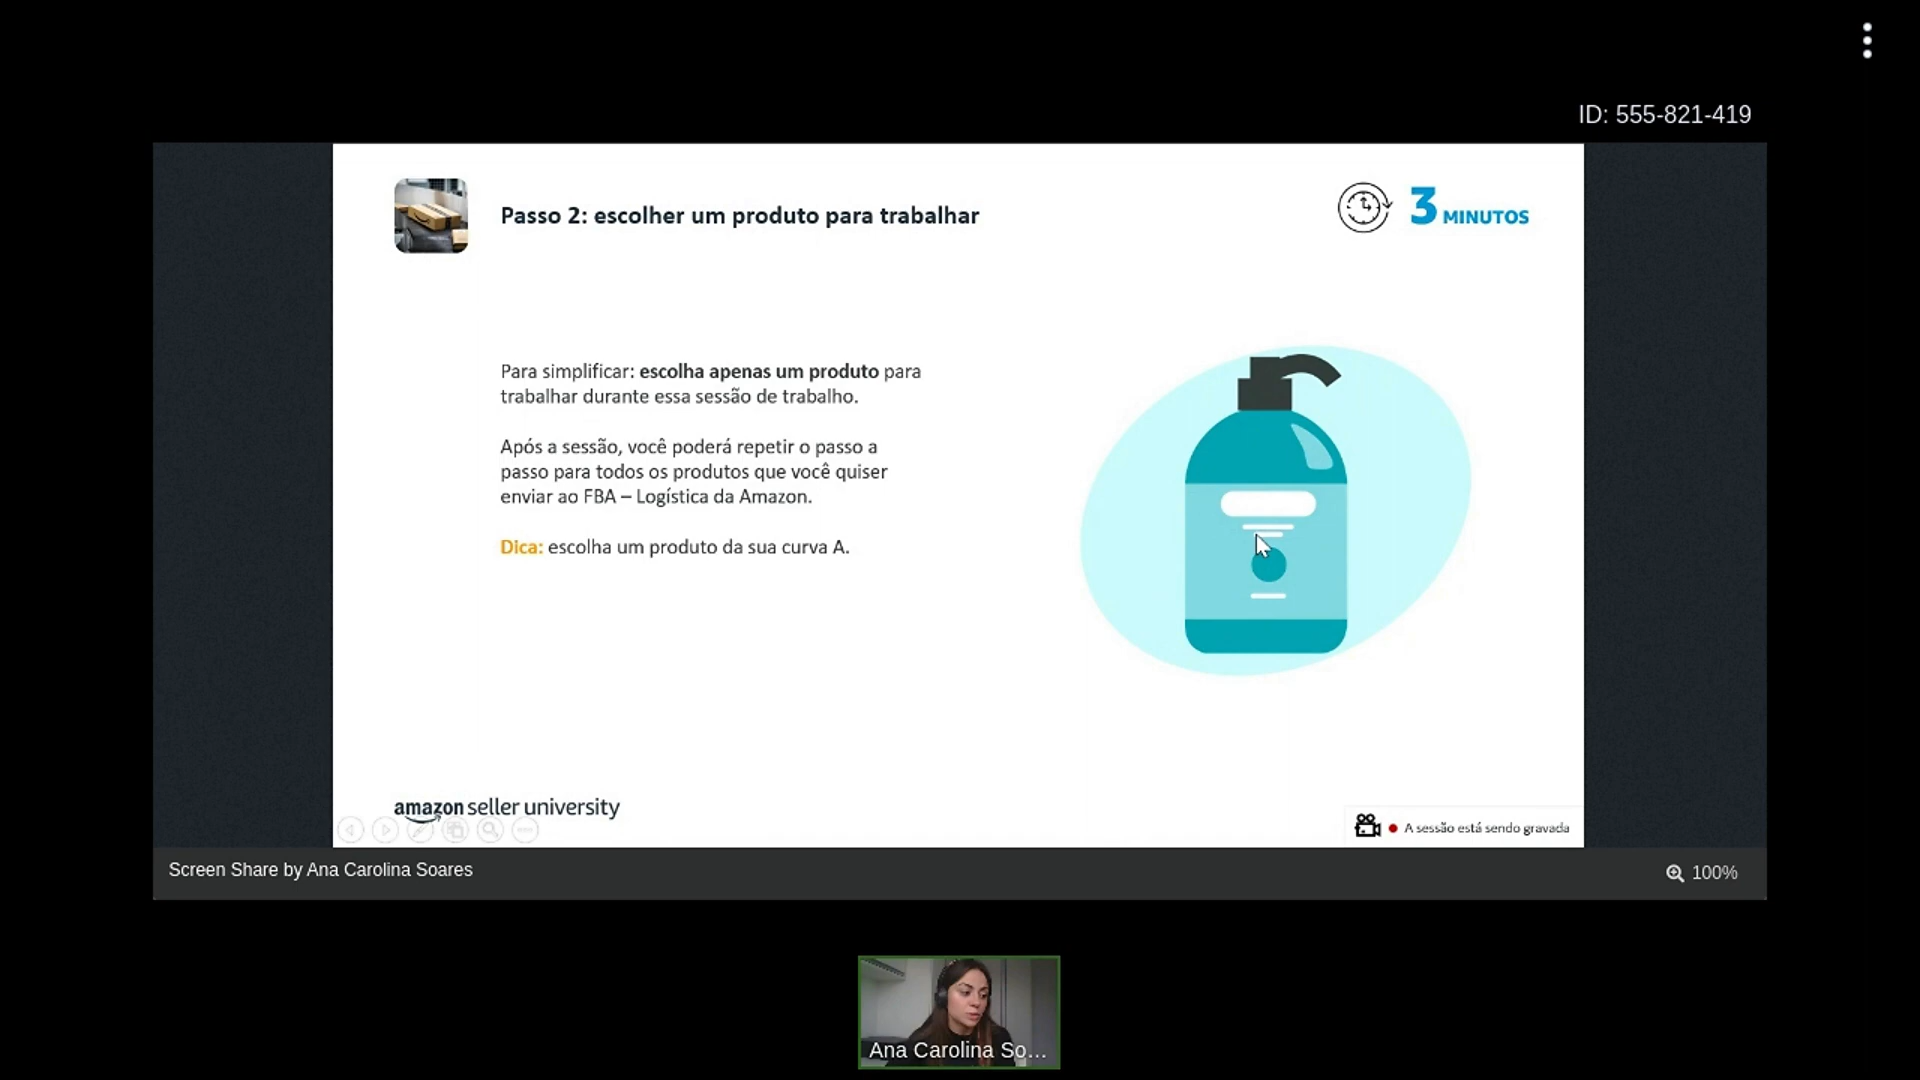 ID: 555-821-419
Passo 2: escolher um produto para trabalhar
3 MINUTOS
Para simplificar: escolha apenas um produto para
trabalhar durante essa sessão de trabalho.
Após a sessão, você poderá repetir o passo a
passo para todos os produtos que você quiser
enviar ao FBA – Logística da Amazon.
Dica: escolha um produto da sua curva A.
amazon seller university
A sessão está sendo gravada
Screen Share by Ana Carolina Soares
100%
Ana Carolina So...